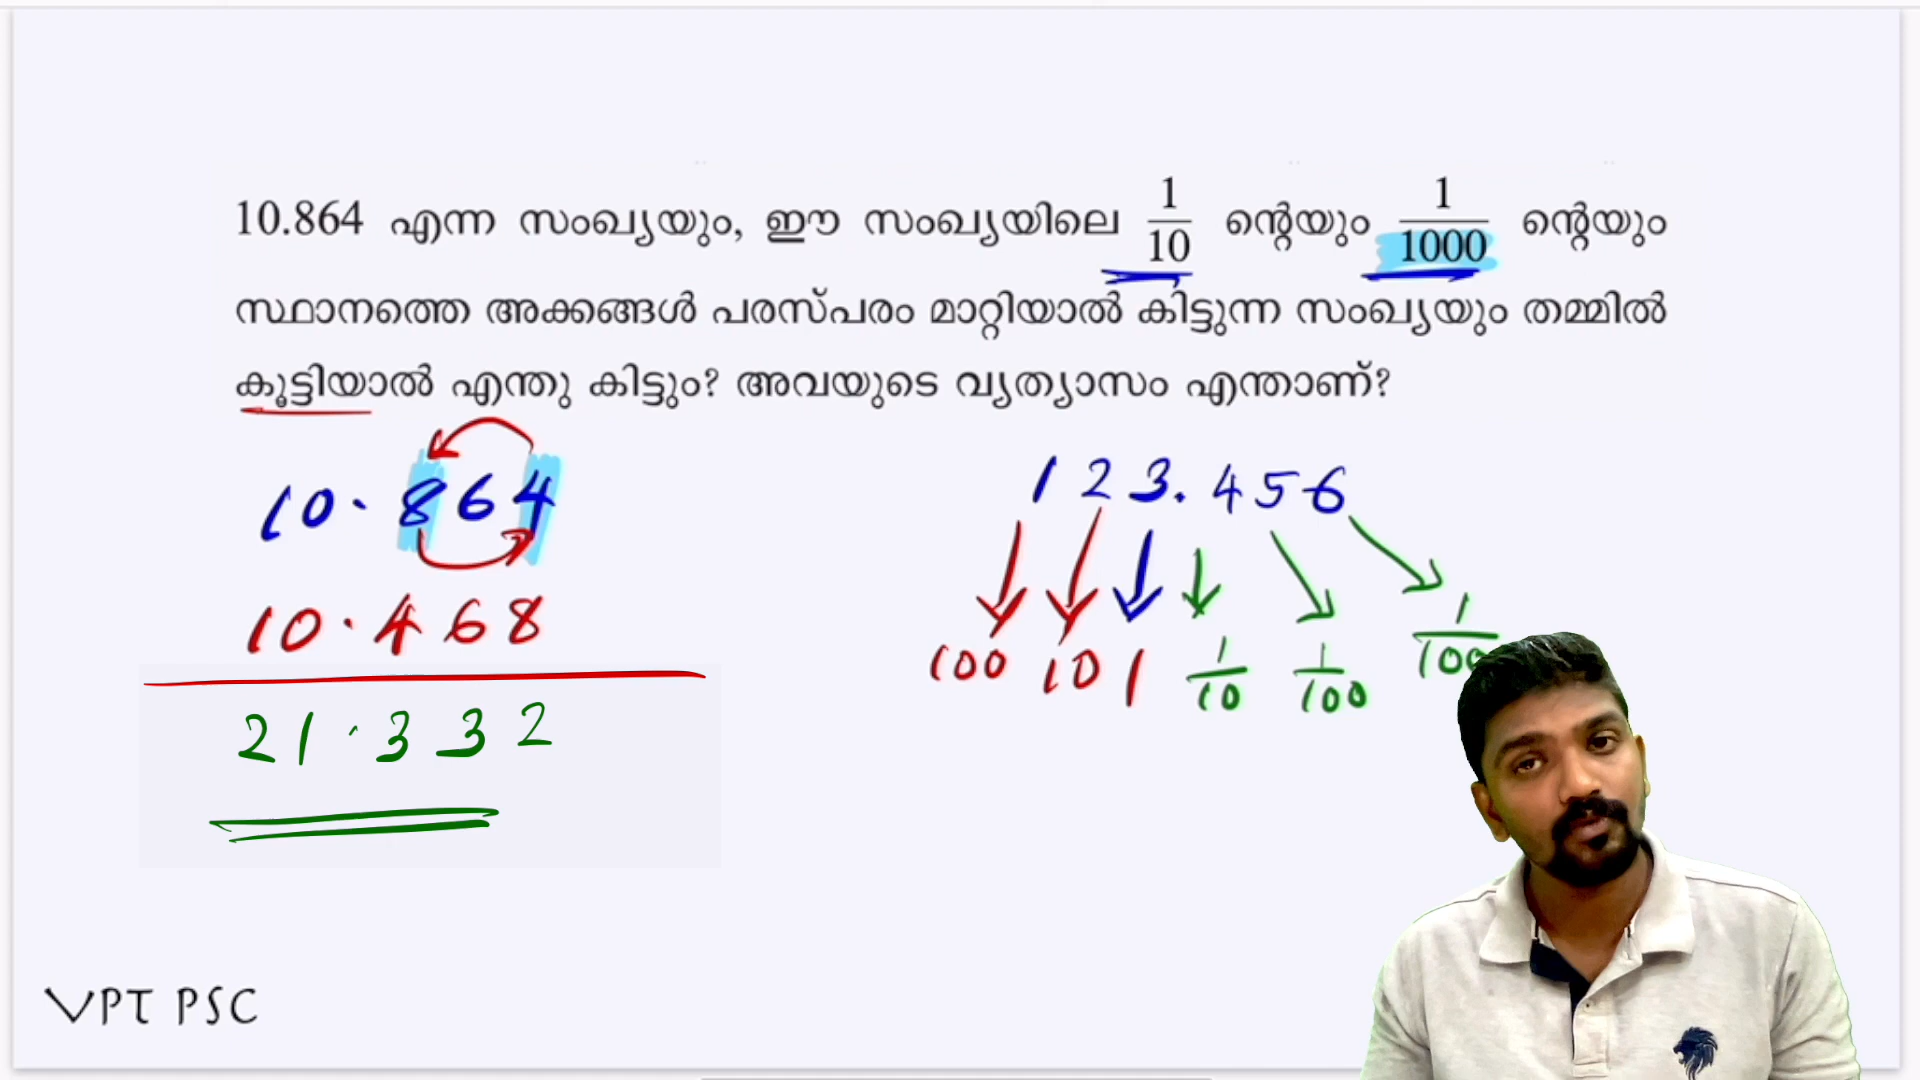 10.864 എന്ന സംഖ്യയും, ഈ സംഖ്യയിലെ 1/10 ന്റെയും 1/1000 ന്റെയും
സ്ഥാനത്തെ അക്കങ്ങൾ പരസ്പരം മാറ്റിയാൽ കിട്ടുന്ന സംഖ്യയും തമ്മിൽ
കൂട്ടിയാൽ എന്തു കിട്ടും? അവയുടെ വ്യത്യാസം എന്താണ്?
10.864
10.468
21.332
123.456
100 10 1 1/10 1/100
VPT PSC